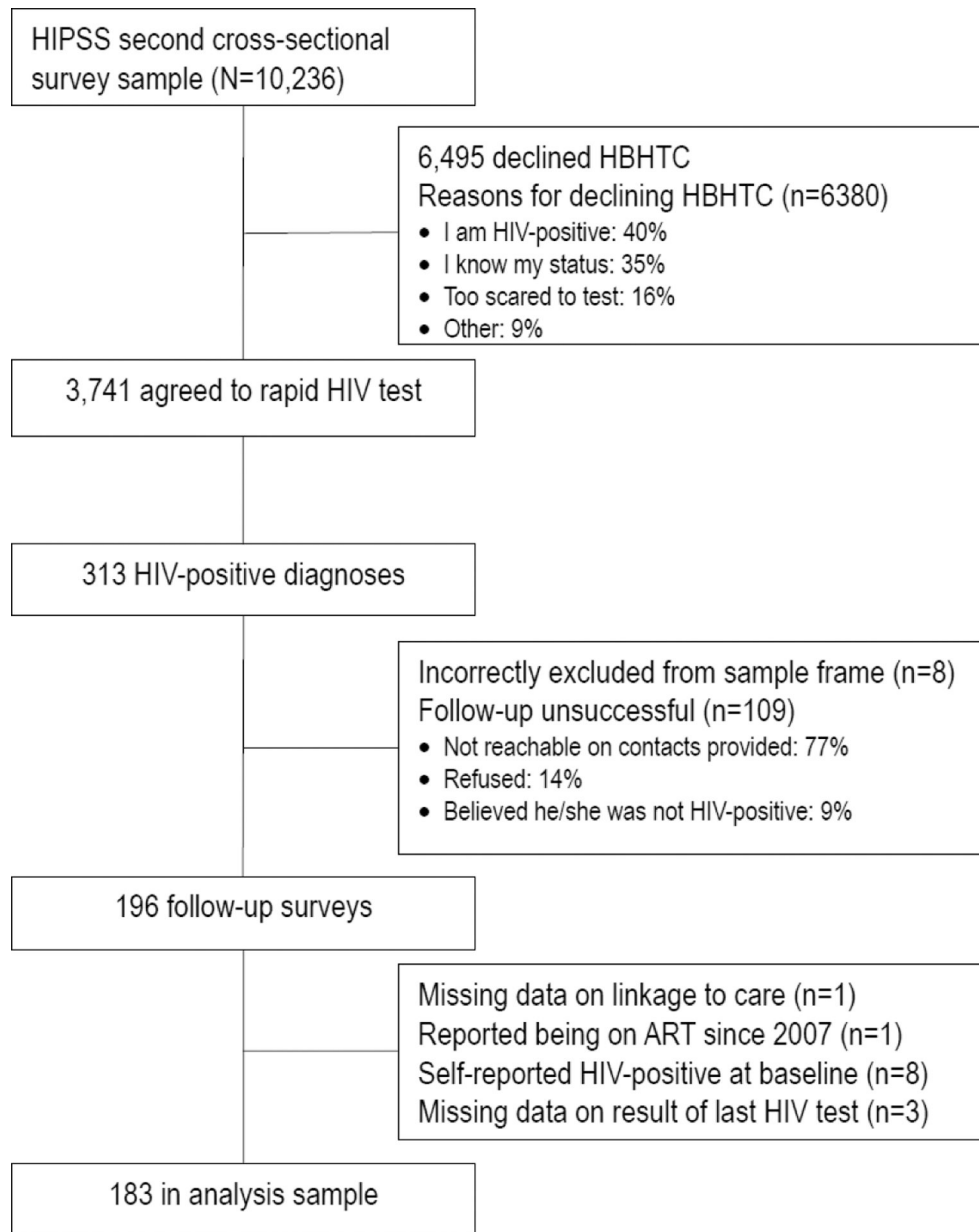 HIPSS second cross-sectional
survey sample (N=10,236)
6,495 declined HBHTC
Reasons for declining HBHTC (n=6380)
• I am HIV-positive: 40%
• I know my status: 35%
• Too scared to test: 16%
• Other: 9%
3,741 agreed to rapid HIV test
313 HIV-positive diagnoses
Incorrectly excluded from sample frame (n=8)
Follow-up unsuccessful (n=109)
• Not reachable on contacts provided: 77%
• Refused: 14%
• Believed he/she was not HIV-positive: 9%
196 follow-up surveys
Missing data on linkage to care (n=1)
Reported being on ART since 2007 (n=1)
Self-reported HIV-positive at baseline (n=8)
Missing data on result of last HIV test (n=3)
183 in analysis sample